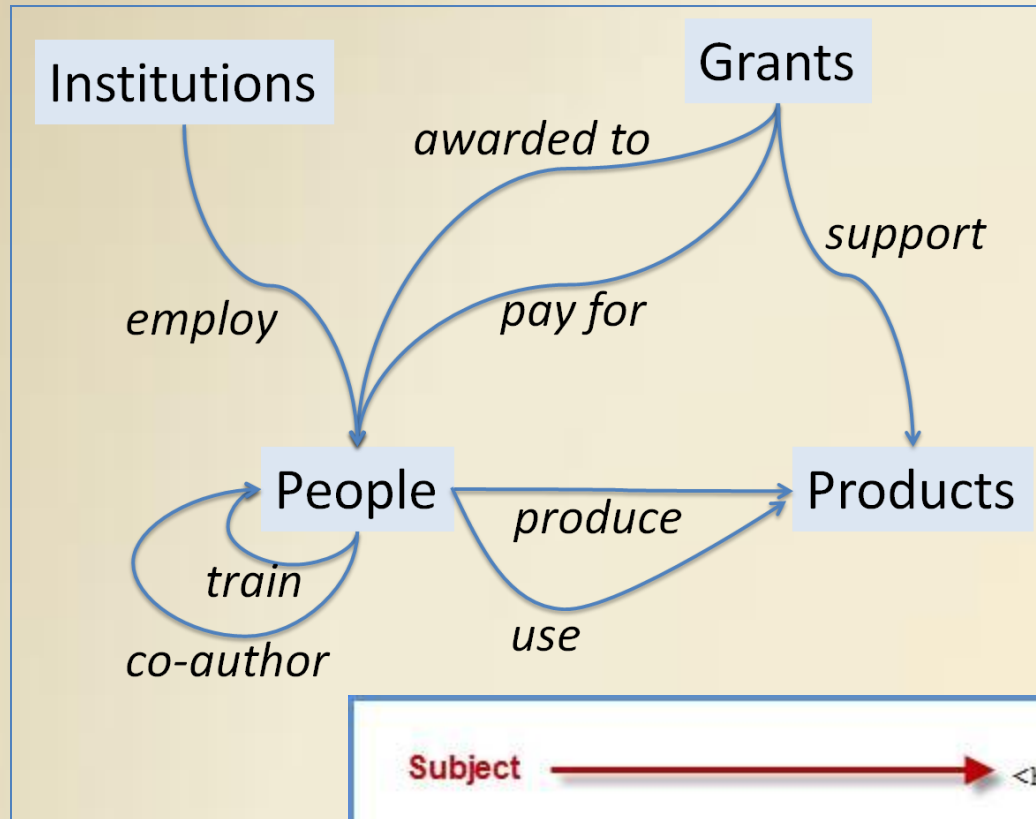 Institutions
Grants
awarded to
support
employ
pay for
People
Products
produce
train
use
co-author
Subject